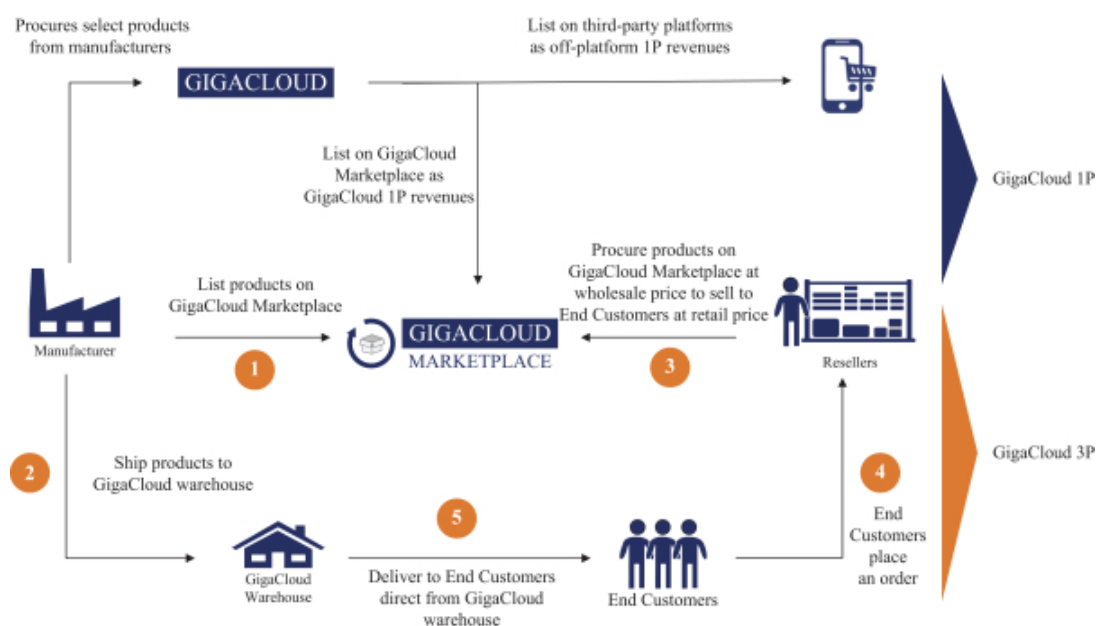 Procures select products
from manufacturers
GIGACLOUD
List on third-party platforms
as off-platform 1P revenues
List on GigaCloud
Marketplace as
GigaCloud 1P revenues
GigaCloud 1P
Manufacturer
List products on
GigaCloud Marketplace
1
GIGACLOUD
MARKETPLACE
Procure products on
GigaCloud Marketplace at
wholesale price to sell to
End Customers at retail price
3
Resellers
2
Ship products to
GigaCloud warehouse
GigaCloud
Warehouse
5
Deliver to End Customers
direct from GigaCloud
warehouse
End Customers
4
End
Customers
place
an order
GigaCloud 3P